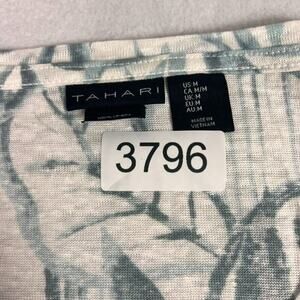 TAHARI
US M
CA M/M
UK M
EU M
AU M
MADE IN
VIETNAM
3796